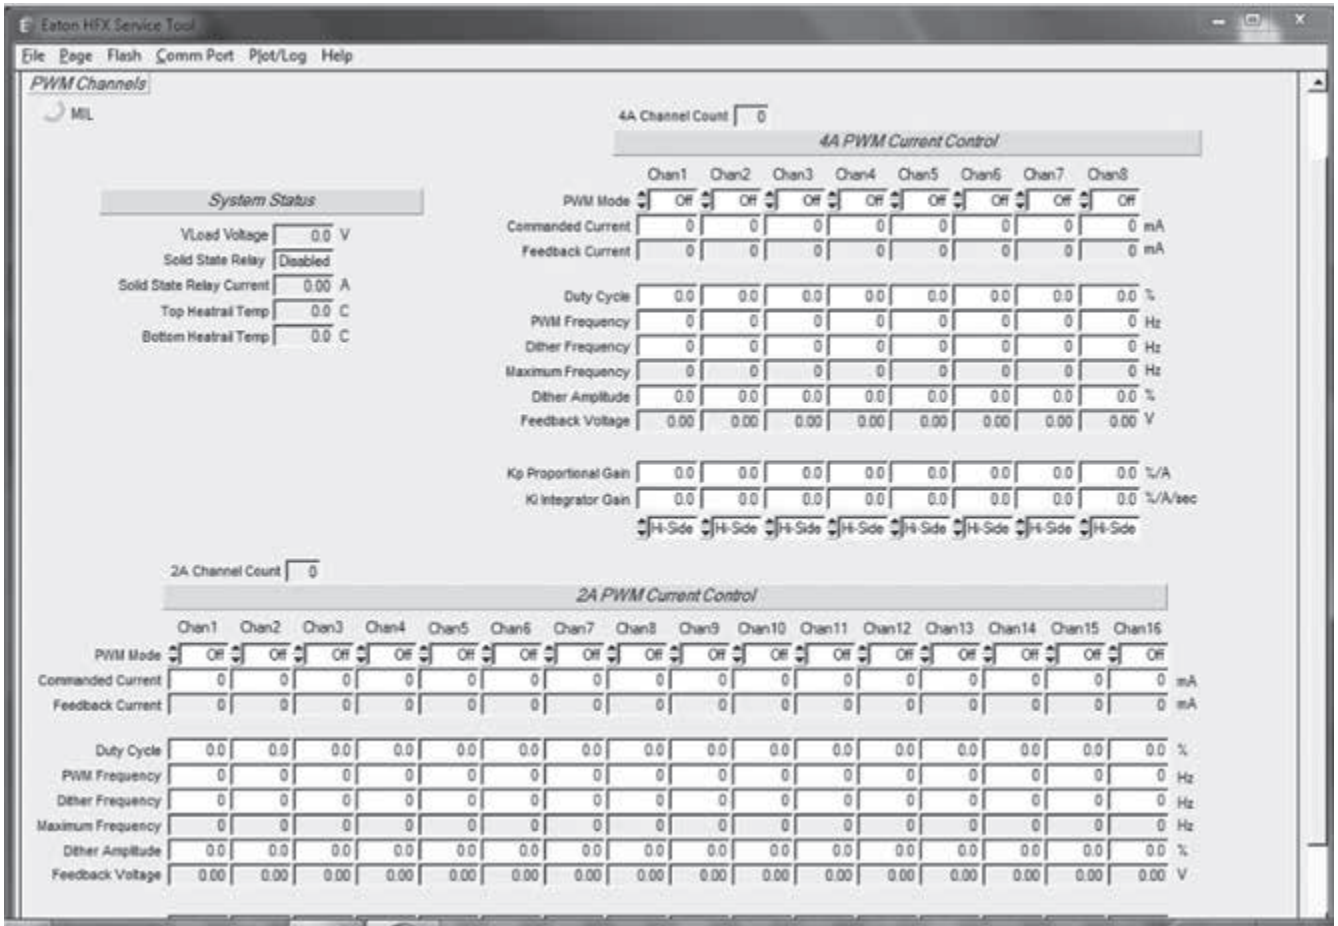 Eaton HFX Service Tool
File Page Flash Comm Port Plot/Log Help
PWM Channels
MIL
4A Channel Count 0
4A PWM Current Control
Chan1 Chan2 Chan3 Chan4 Chan5 Chan6 Chan7 Chan8
PWM Mode Off Off Off Off Off Off Off Off
Commanded Current 0 0 0 0 0 0 0 0 mA
Feedback Current 0 0 0 0 0 0 0 0 mA
Duty Cycle 0.0 0.0 0.0 0.0 0.0 0.0 0.0 0.0 %
PWM Frequency 0 0 0 0 0 0 0 0 Hz
Dither Frequency 0 0 0 0 0 0 0 0 Hz
Maximum Frequency 0 0 0 0 0 0 0 0 Hz
Dither Amplitude 0.0 0.0 0.0 0.0 0.0 0.0 0.0 0.0 %
Feedback Voltage 0.00 0.00 0.00 0.00 0.00 0.00 0.00 0.00 V
Kp Proportional Gain 0.0 0.0 0.0 0.0 0.0 0.0 0.0 0.0 %/A
Ki Integrator Gain 0.0 0.0 0.0 0.0 0.0 0.0 0.0 0.0 %/A/sec
Hi-Side Hi-Side Hi-Side Hi-Side Hi-Side Hi-Side Hi-Side Hi-Side
System Status
VLoad Voltage 0.0 V
Solid State Relay Disabled
Solid State Relay Current 0.00 A
Top Heatrail Temp 0.0 C
Bottom Heatrail Temp 0.0 C
2A Channel Count 0
2A PWM Current Control
Chan1 Chan2 Chan3 Chan4 Chan5 Chan6 Chan7 Chan8 Chan9 Chan10 Chan11 Chan12 Chan13 Chan14 Chan15 Chan16
PWM Mode Off Off Off Off Off Off Off Off Off Off Off Off Off Off Off Off
Commanded Current 0 0 0 0 0 0 0 0 0 0 0 0 0 0 0 0 mA
Feedback Current 0 0 0 0 0 0 0 0 0 0 0 0 0 0 0 0 mA
Duty Cycle 0.0 0.0 0.0 0.0 0.0 0.0 0.0 0.0 0.0 0.0 0.0 0.0 0.0 0.0 0.0 0.0 %
PWM Frequency 0 0 0 0 0 0 0 0 0 0 0 0 0 0 0 0 Hz
Dither Frequency 0 0 0 0 0 0 0 0 0 0 0 0 0 0 0 0 Hz
Maximum Frequency 0 0 0 0 0 0 0 0 0 0 0 0 0 0 0 0 Hz
Dither Amplitude 0.0 0.0 0.0 0.0 0.0 0.0 0.0 0.0 0.0 0.0 0.0 0.0 0.0 0.0 0.0 0.0 %
Feedback Voltage 0.00 0.00 0.00 0.00 0.00 0.00 0.00 0.00 0.00 0.00 0.00 0.00 0.00 0.00 0.00 0.00 V